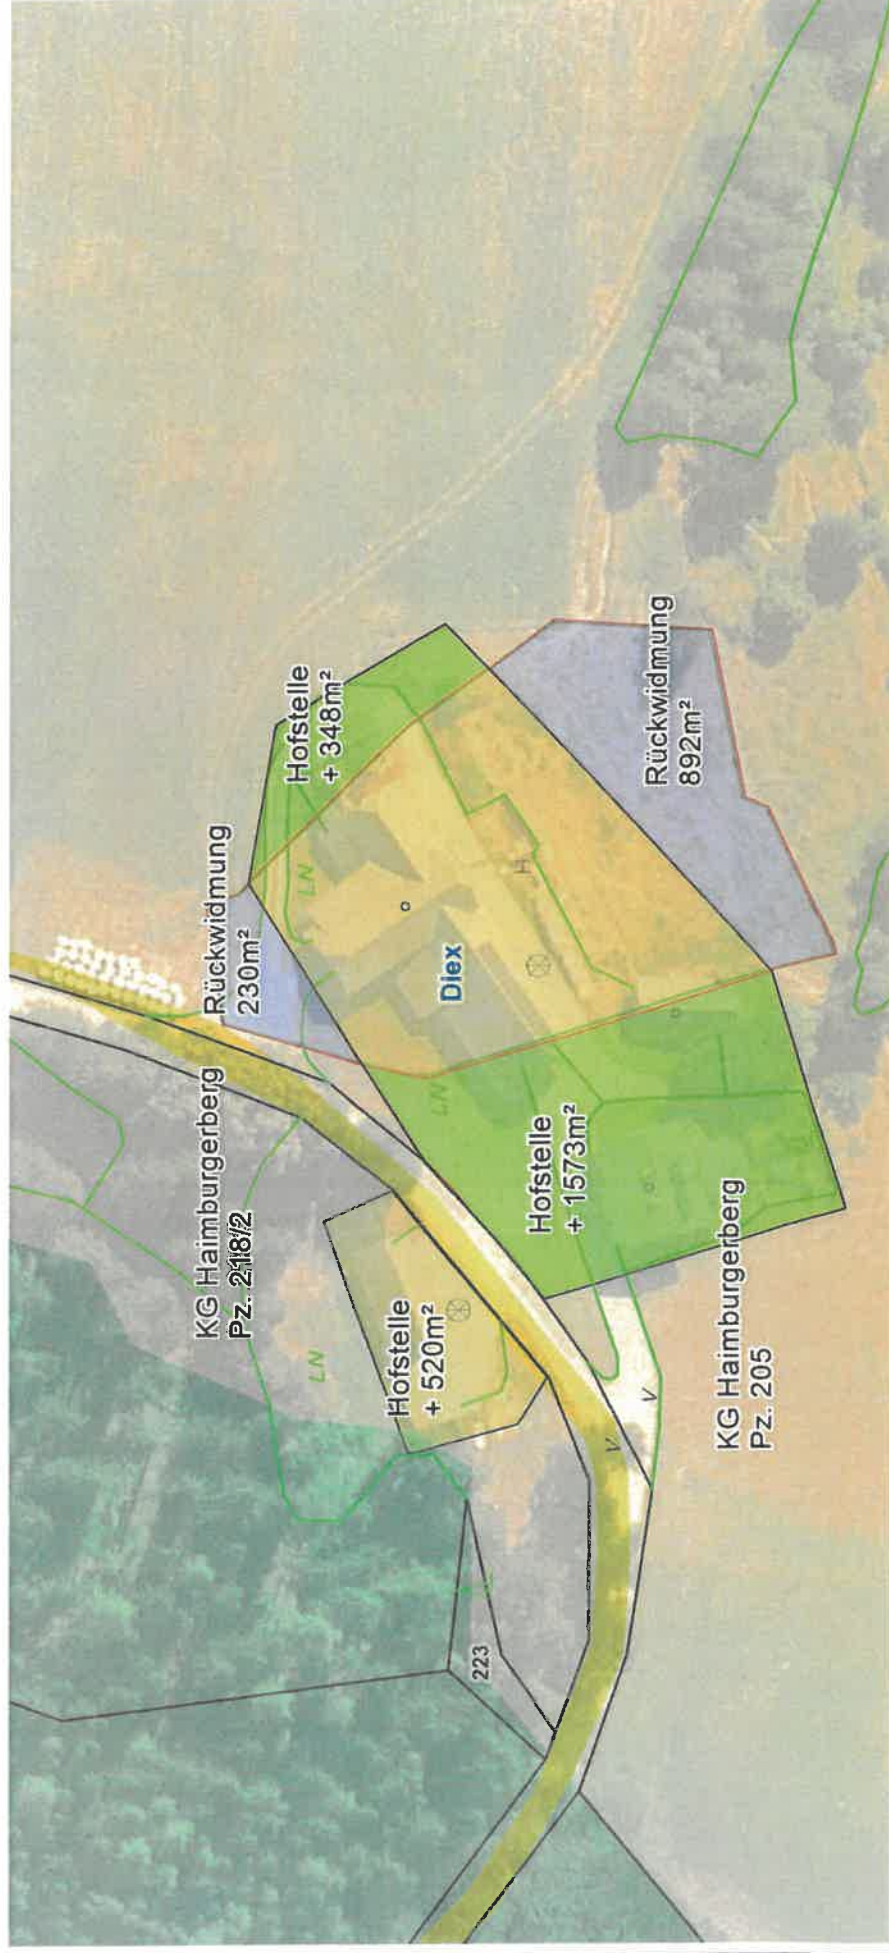 KG Haimburgerberg
Pz. 218/2
Rückwidmung
230m²
Hofstelle
+ 348m²
LN
LN
Hofstelle
+ 520m²
LN
Diex
H
Rückwidmung
892m²
Hofstelle
+ 1573m²
223
V
V
KG Haimburgerberg
Pz. 205